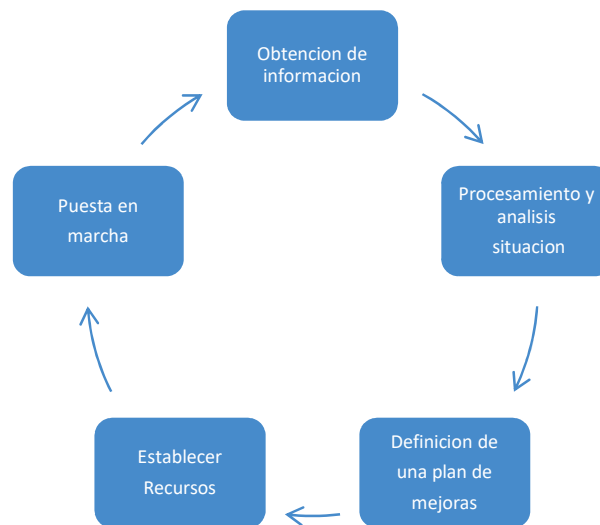 Obtencion de
informacion
Procesamiento y
analisis
situacion
Definicion de
una plan de
mejoras
Establecer
Recursos
Puesta en
marcha